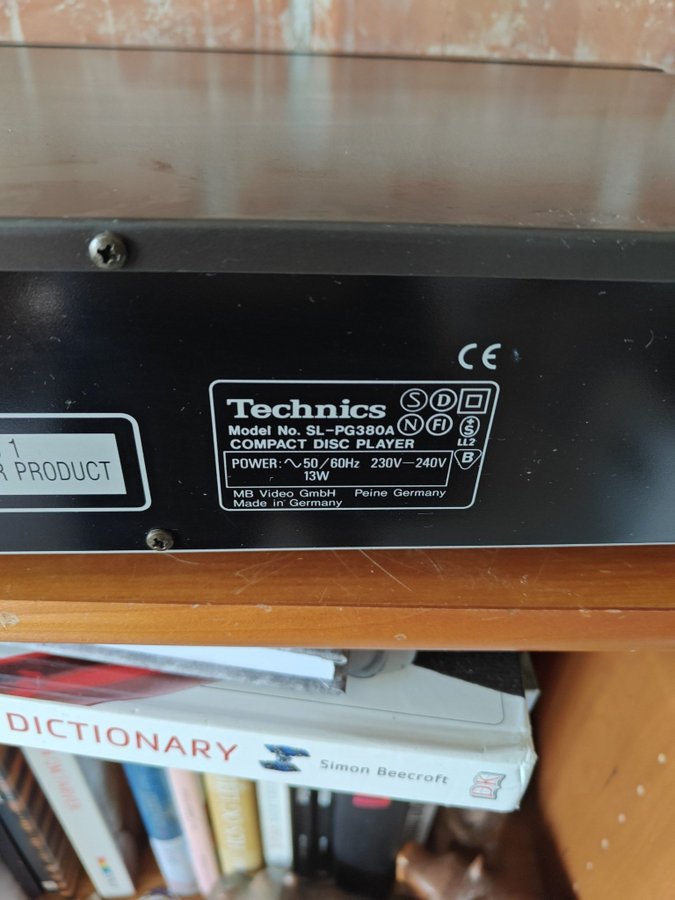 CE
Technics
S D
Model No. SL-PG380A N FI S
COMPACT DISC PLAYER LL2
POWER: ∿50/60Hz 230V—240V B
13W
MB Video GmbH Peine Germany
Made in Germany
1
R PRODUCT
DICTIONARY Simon Beecroft DK